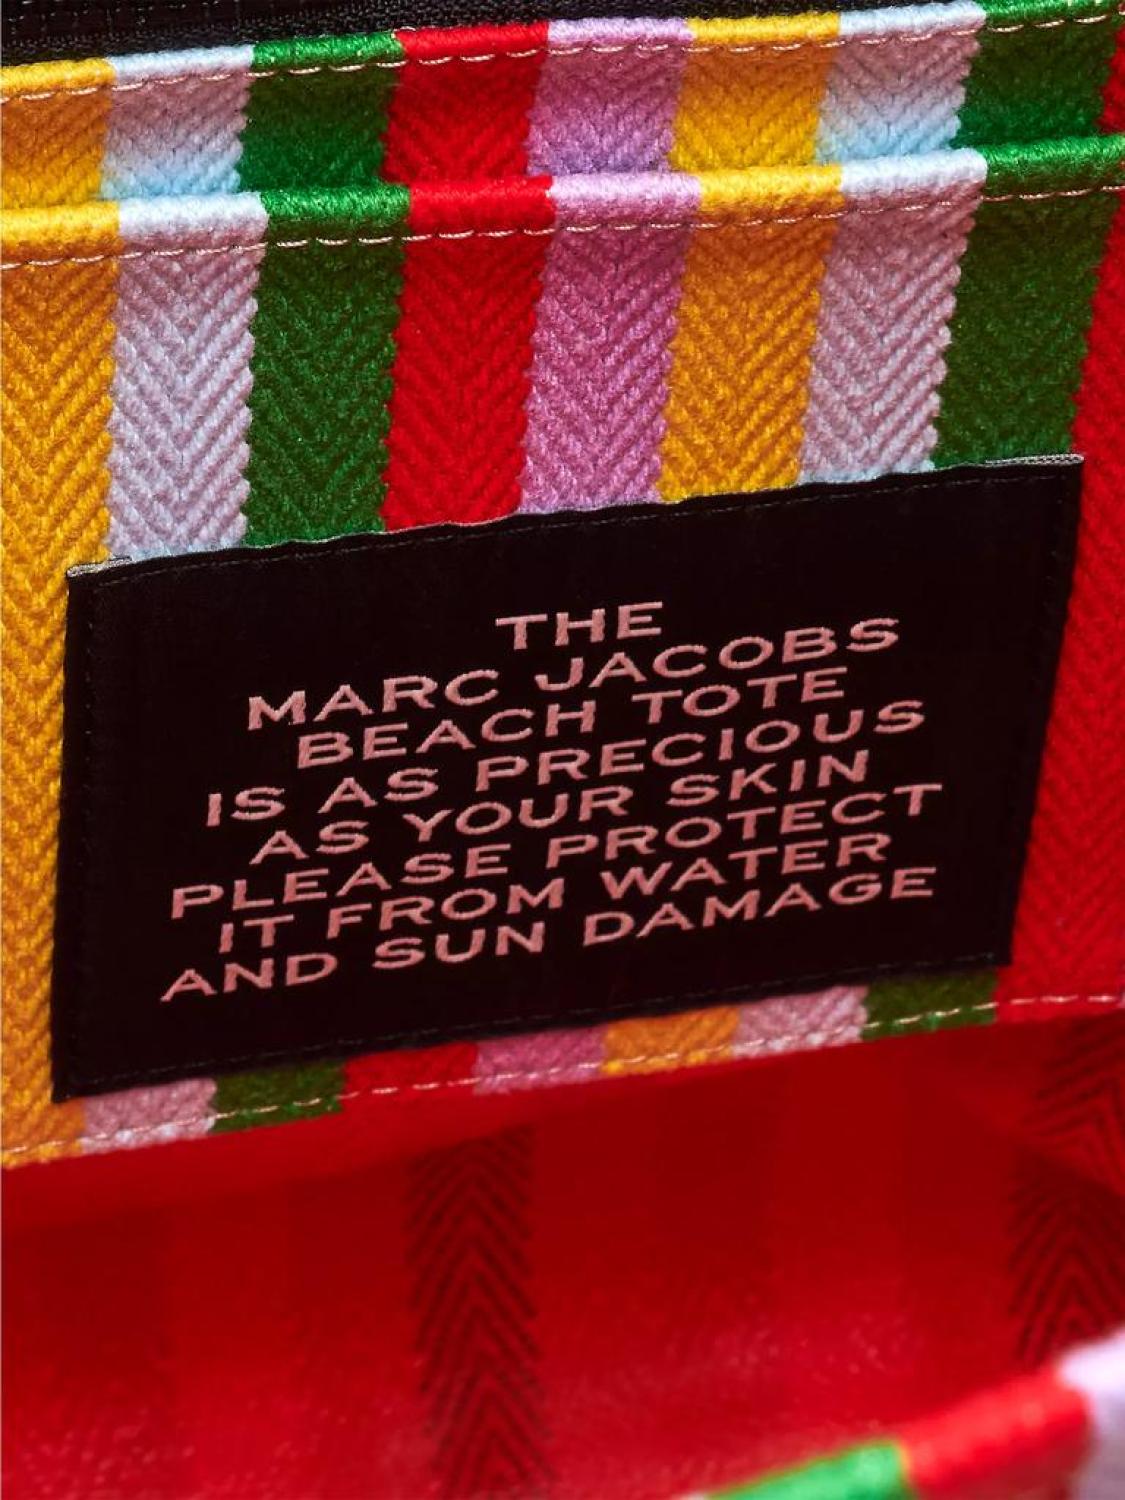 THE
MARC JACOBS
BEACH TOTE
IS AS PRECIOUS
AS YOUR SKIN
PLEASE PROTECT
IT FROM WATER
AND SUN DAMAGE